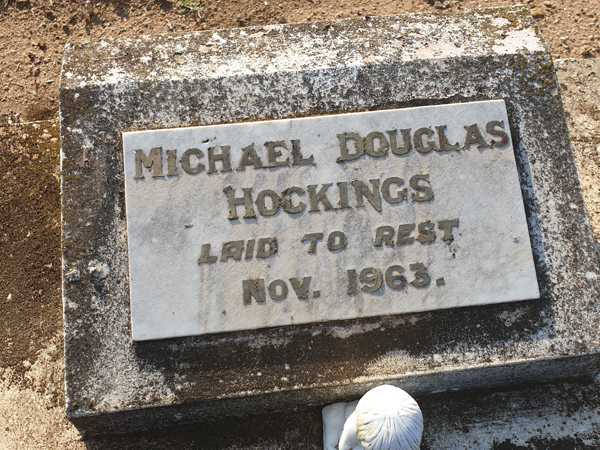 MICHAEL DOUGLAS
HOCKINGS
LAID TO REST
NOV. 1963.